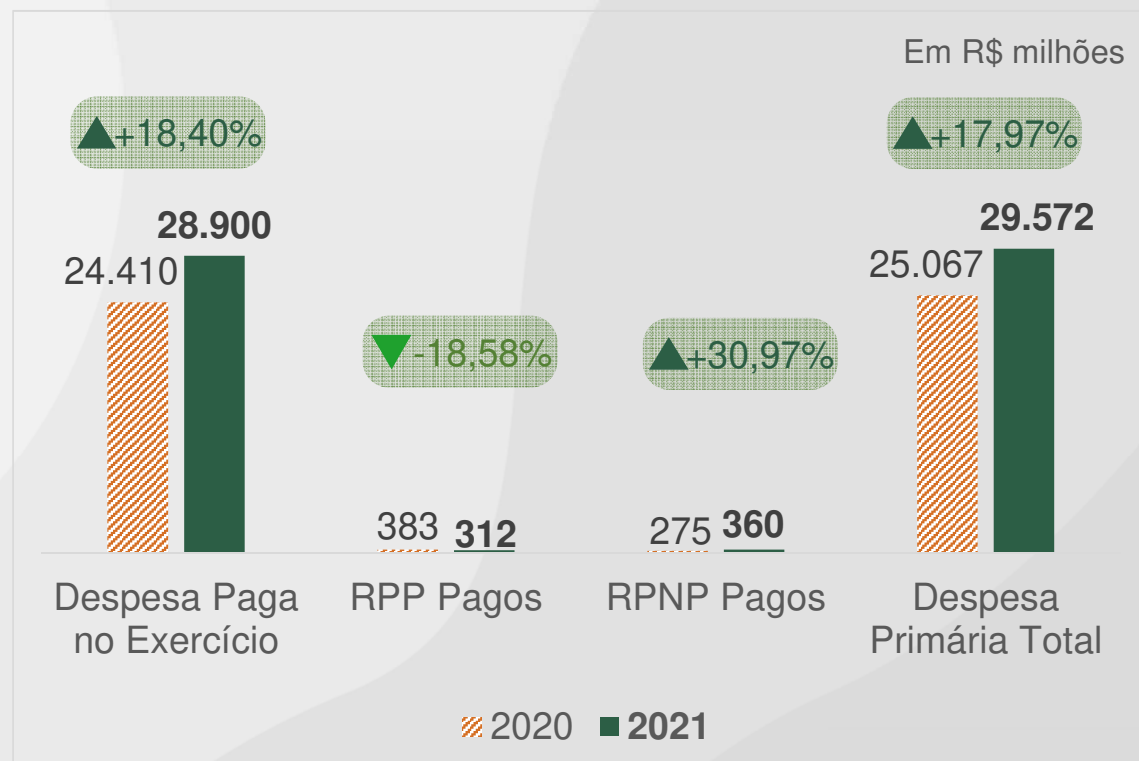 Em R$ milhões
▲+18,40%
▲+17,97%
28.900
24.410
29.572
25.067
▼-18,58%
▲+30,97%
383
312
275
360
Despesa Paga
no Exercício
RPP Pagos
RPNP Pagos
Despesa
Primária Total
2020
2021